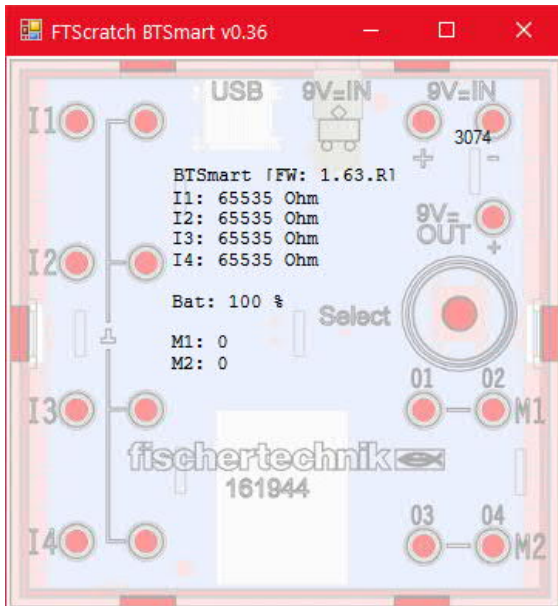 FTScratch BTSmart v0.36
USB 9V=IN 9V=IN
I1
3074
+ -
BTSmart [FW: 1.63.R]
I1: 65535 Ohm
I2: 65535 Ohm
I3: 65535 Ohm
I4: 65535 Ohm
9V=
OUT
+
I2
Bat: 100 %
Select
M1: 0
M2: 0
O1 O2
I3
M1
fischertechnik
161944
O3 O4
I4
M2